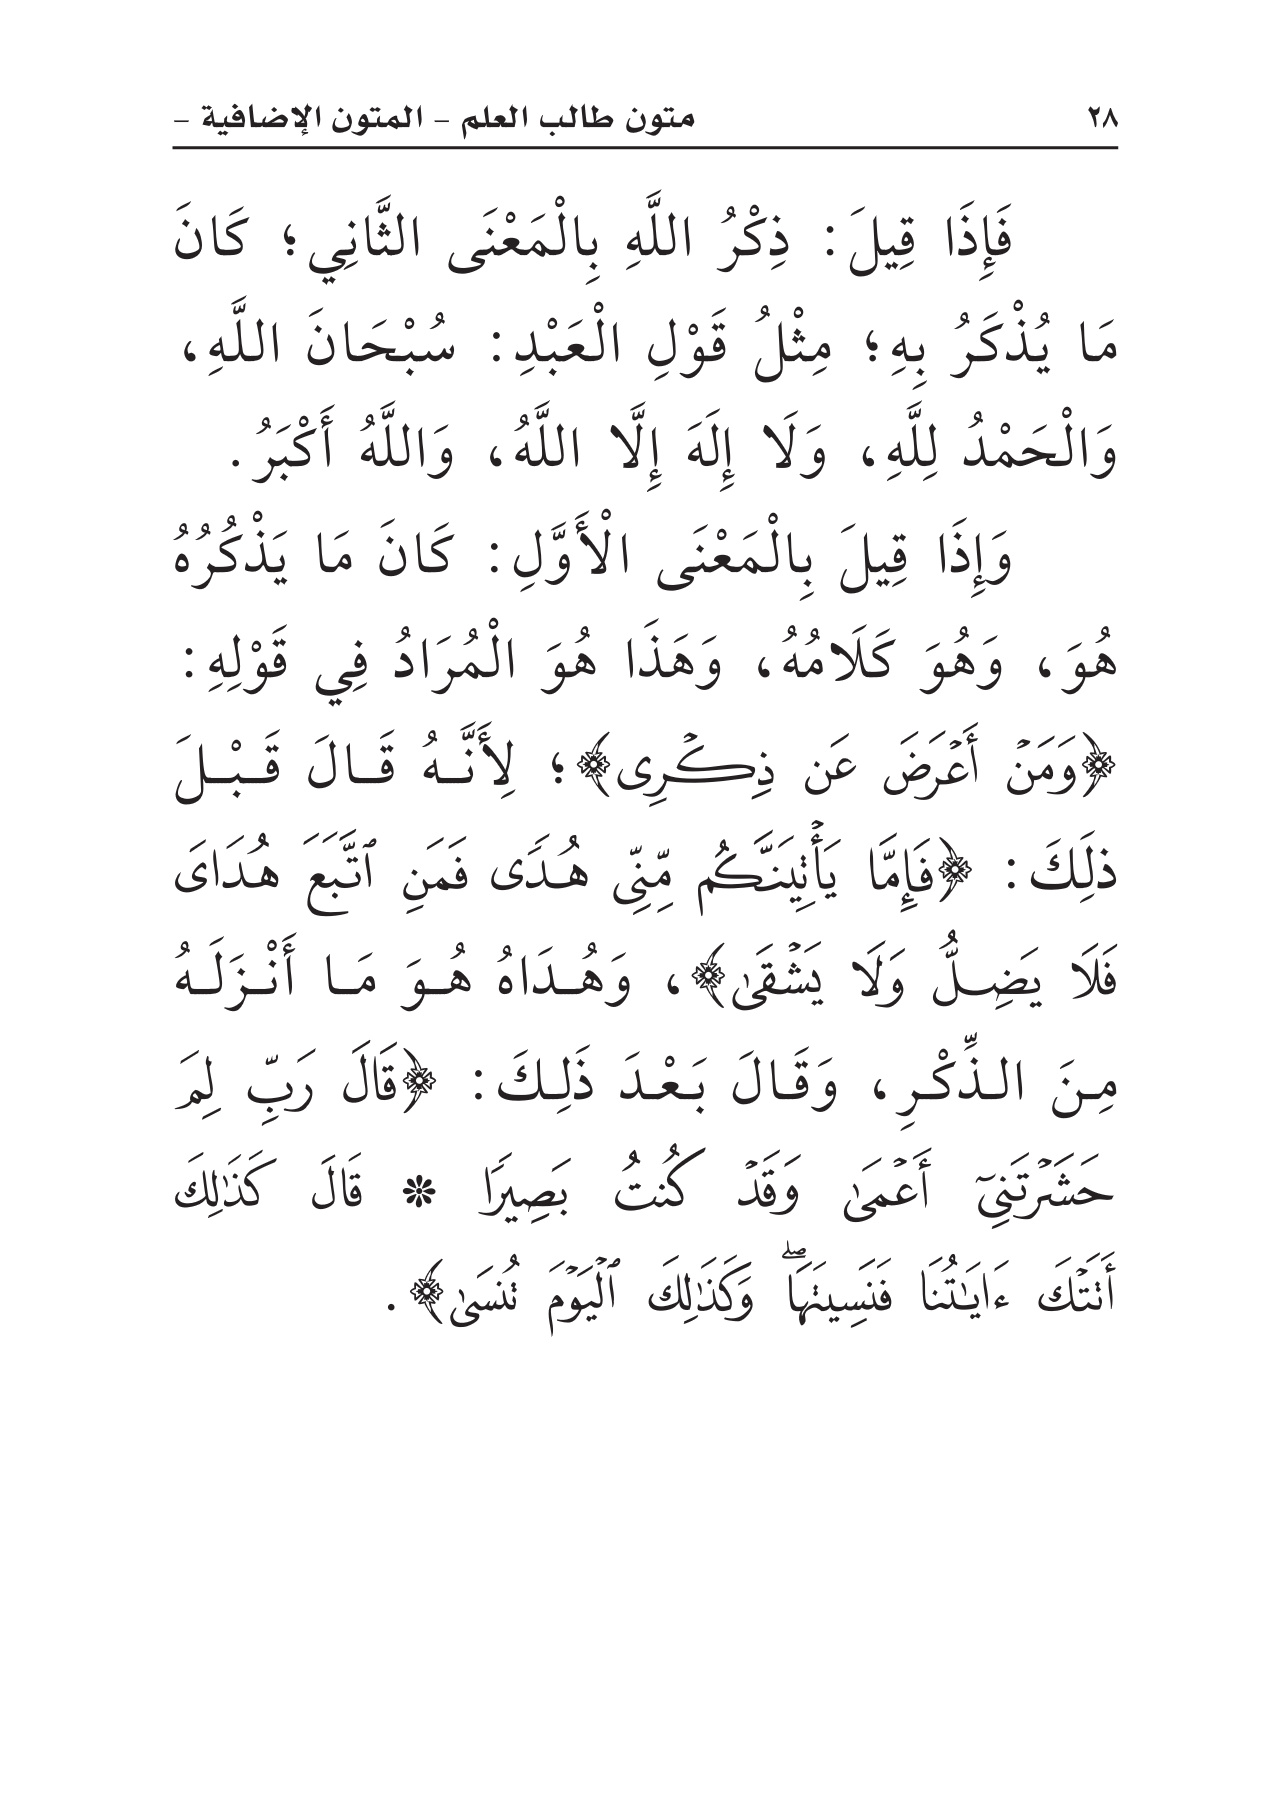 ٢٨ متون طالب العلم – المتون الإضافية –
فَإِذَا قِيلَ: ذِكْرُ اللَّهِ بِالْمَعْنَى الثَّانِي؛ كَانَ
مَا يُذْكَرُ بِهِ؛ مِثْلُ قَوْلِ الْعَبْدِ: سُبْحَانَ اللَّهِ،
وَالْحَمْدُ لِلَّهِ، وَلَا إِلَهَ إِلَّا اللَّهُ، وَاللَّهُ أَكْبَرُ.
وَإِذَا قِيلَ بِالْمَعْنَى الْأَوَّلِ: كَانَ مَا يَذْكُرُهُ
هُوَ، وَهُوَ كَلَامُهُ، وَهَذَا هُوَ الْمُرَادُ فِي قَوْلِهِ:
﴿وَمَنۡ أَعۡرَضَ عَن ذِكۡرِى﴾؛ لِأَنَّهُ قَالَ قَبْلَ
ذَلِكَ: ﴿فَإِمَّا يَأۡتِيَنَّكُم مِّنِّى هُدًى فَمَنِ ٱتَّبَعَ هُدَاىَ
فَلَا يَضِلُّ وَلَا يَشۡقَىٰ﴾، وَهُدَاهُ هُوَ مَا أَنْزَلَهُ
مِنَ الذِّكْرِ، وَقَالَ بَعْدَ ذَلِكَ: ﴿قَالَ رَبِّ لِمَ
حَشَرۡتَنِىٓ أَعۡمَىٰ وَقَدۡ كُنتُ بَصِيرًا * قَالَ كَذَٰلِكَ
أَتَتۡكَ ءَايَٰتُنَا فَنَسِيتَهَاۖ وَكَذَٰلِكَ ٱلۡيَوۡمَ تُنسَىٰ﴾.